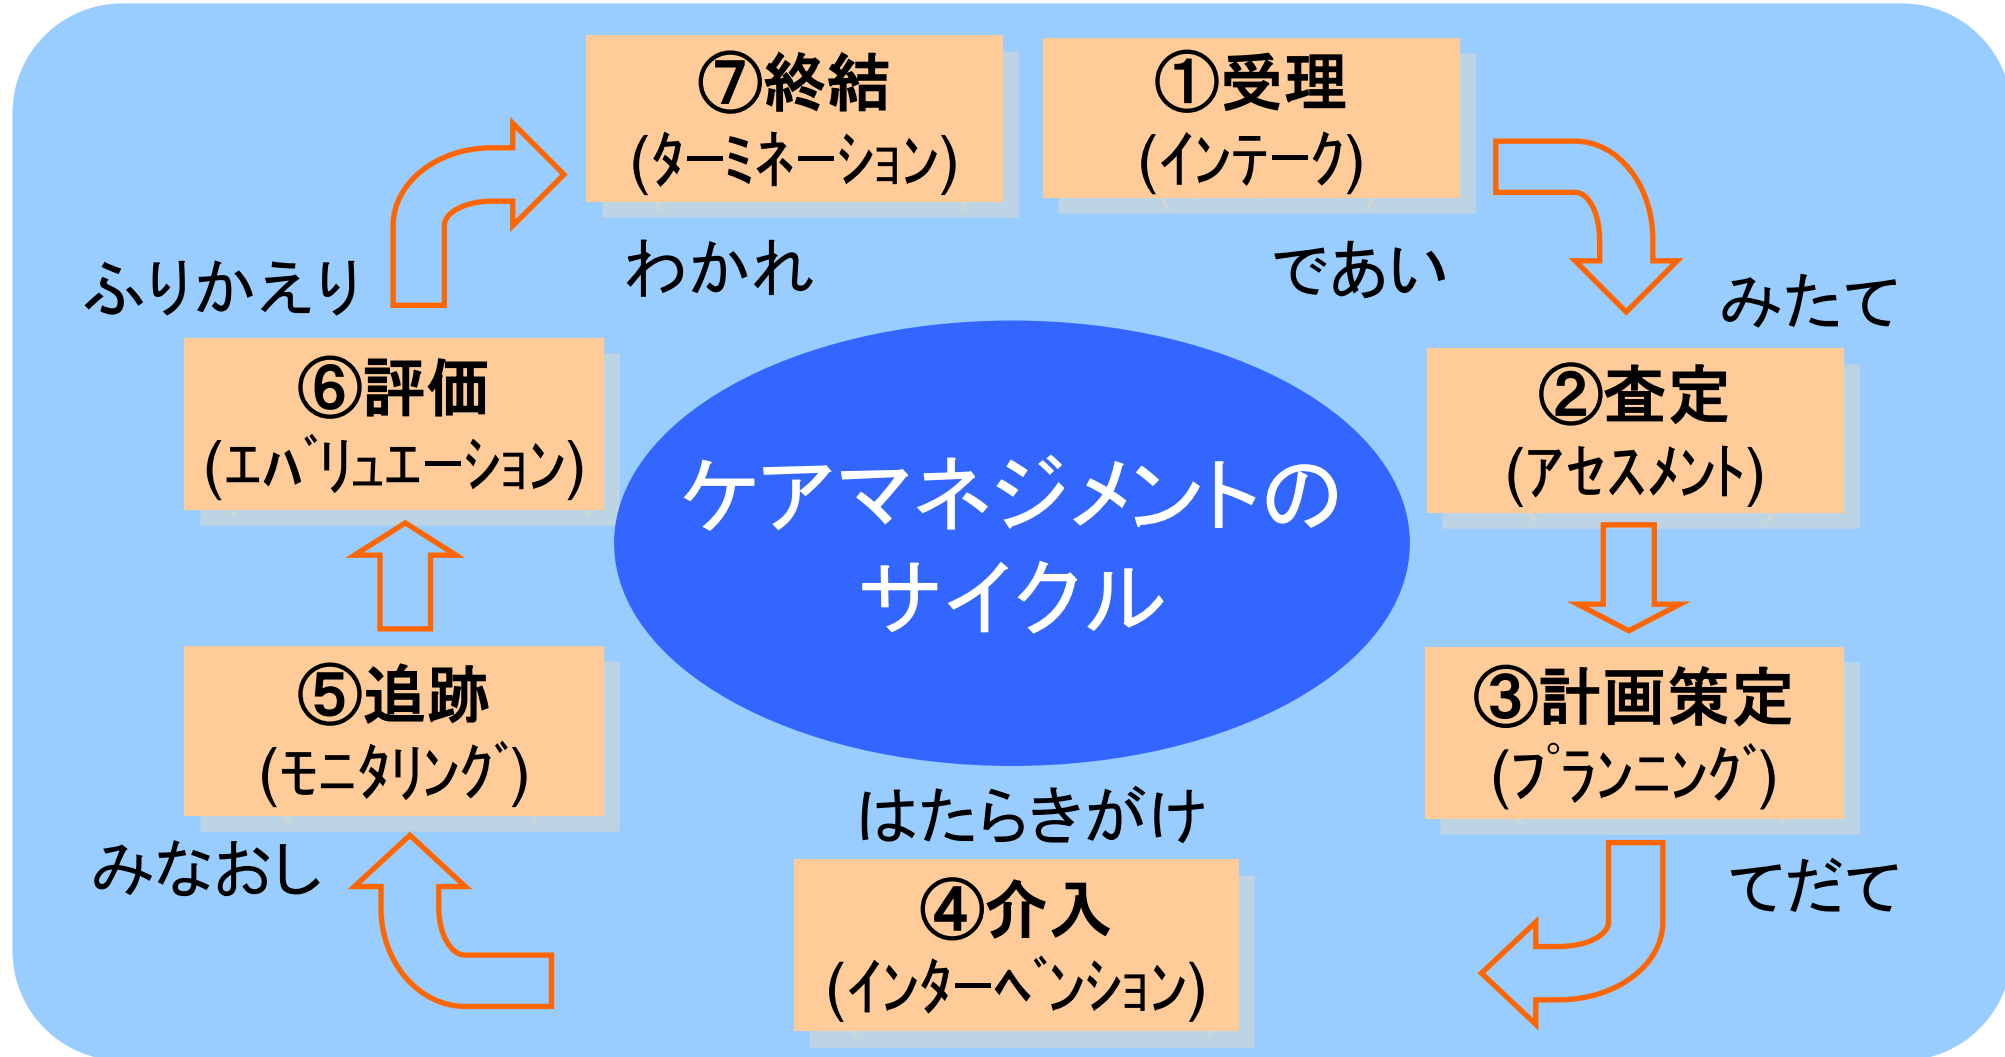 ケアマネジメントの
サイクル
①受理
(インテーク)
であい
みたて
②査定
(アセスメント)
③計画策定
(プランニング)
てだて
はたらきがけ
④介入
(インターベンション)
みなおし
⑤追跡
(モニタリング)
⑥評価
(エバリュエーション)
ふりかえり
⑦終結
(ターミネーション)
わかれ